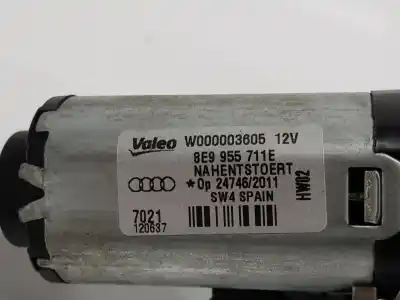 Valeo W000003605 12V
8E9 955 711E
NAHENTSTOERT
*Op 24746/2011
SW4 SPAIN
HW02
7021
120637